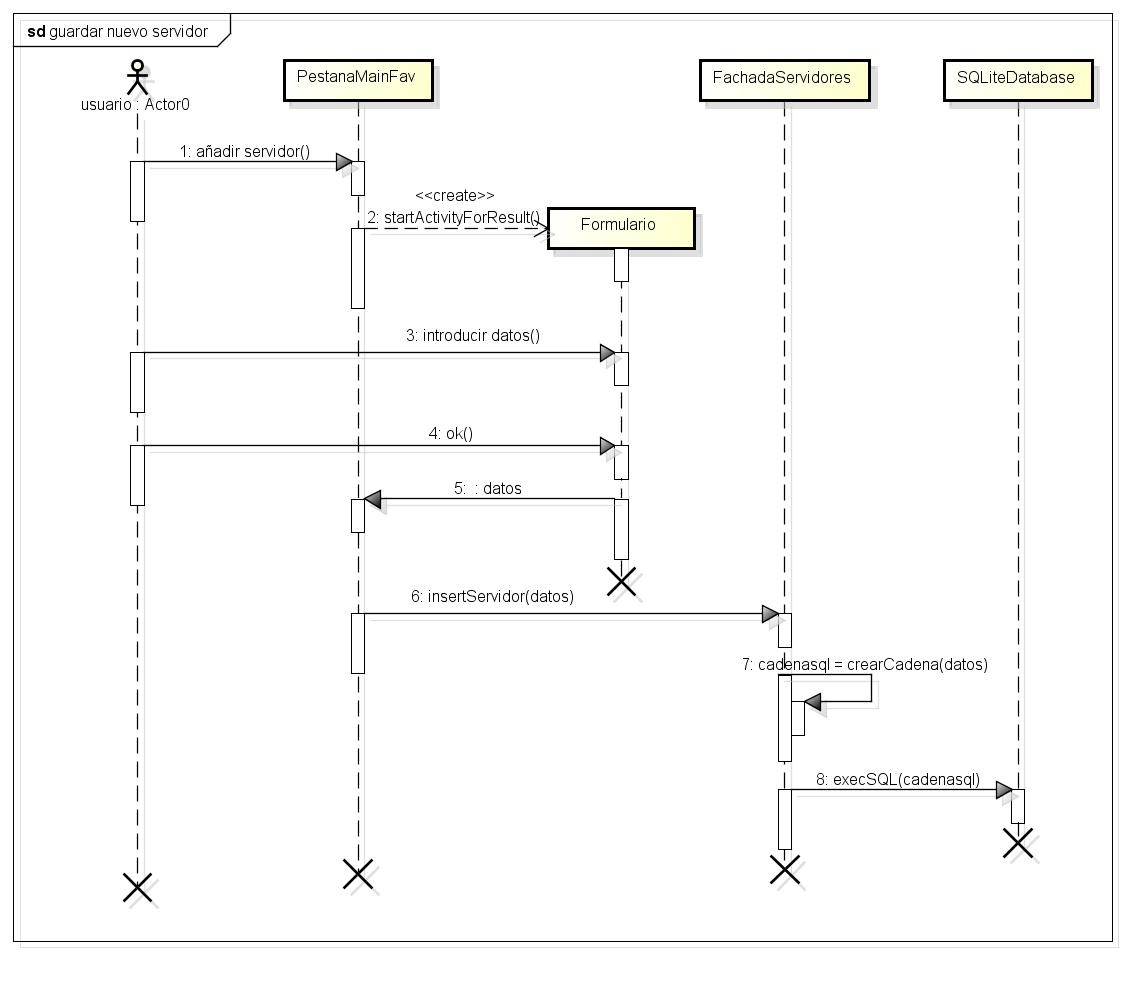 sd guardar nuevo servidor
usuario : Actor0
PestanaMainFav
FachadaServidores
SQLiteDatabase
1: añadir servidor()
<<create>>
2: startActivityForResult()
Formulario
3: introducir datos()
4: ok()
5: : datos
6: insertServidor(datos)
7: cadenasql = crearCadena(datos)
8: execSQL(cadenasql)